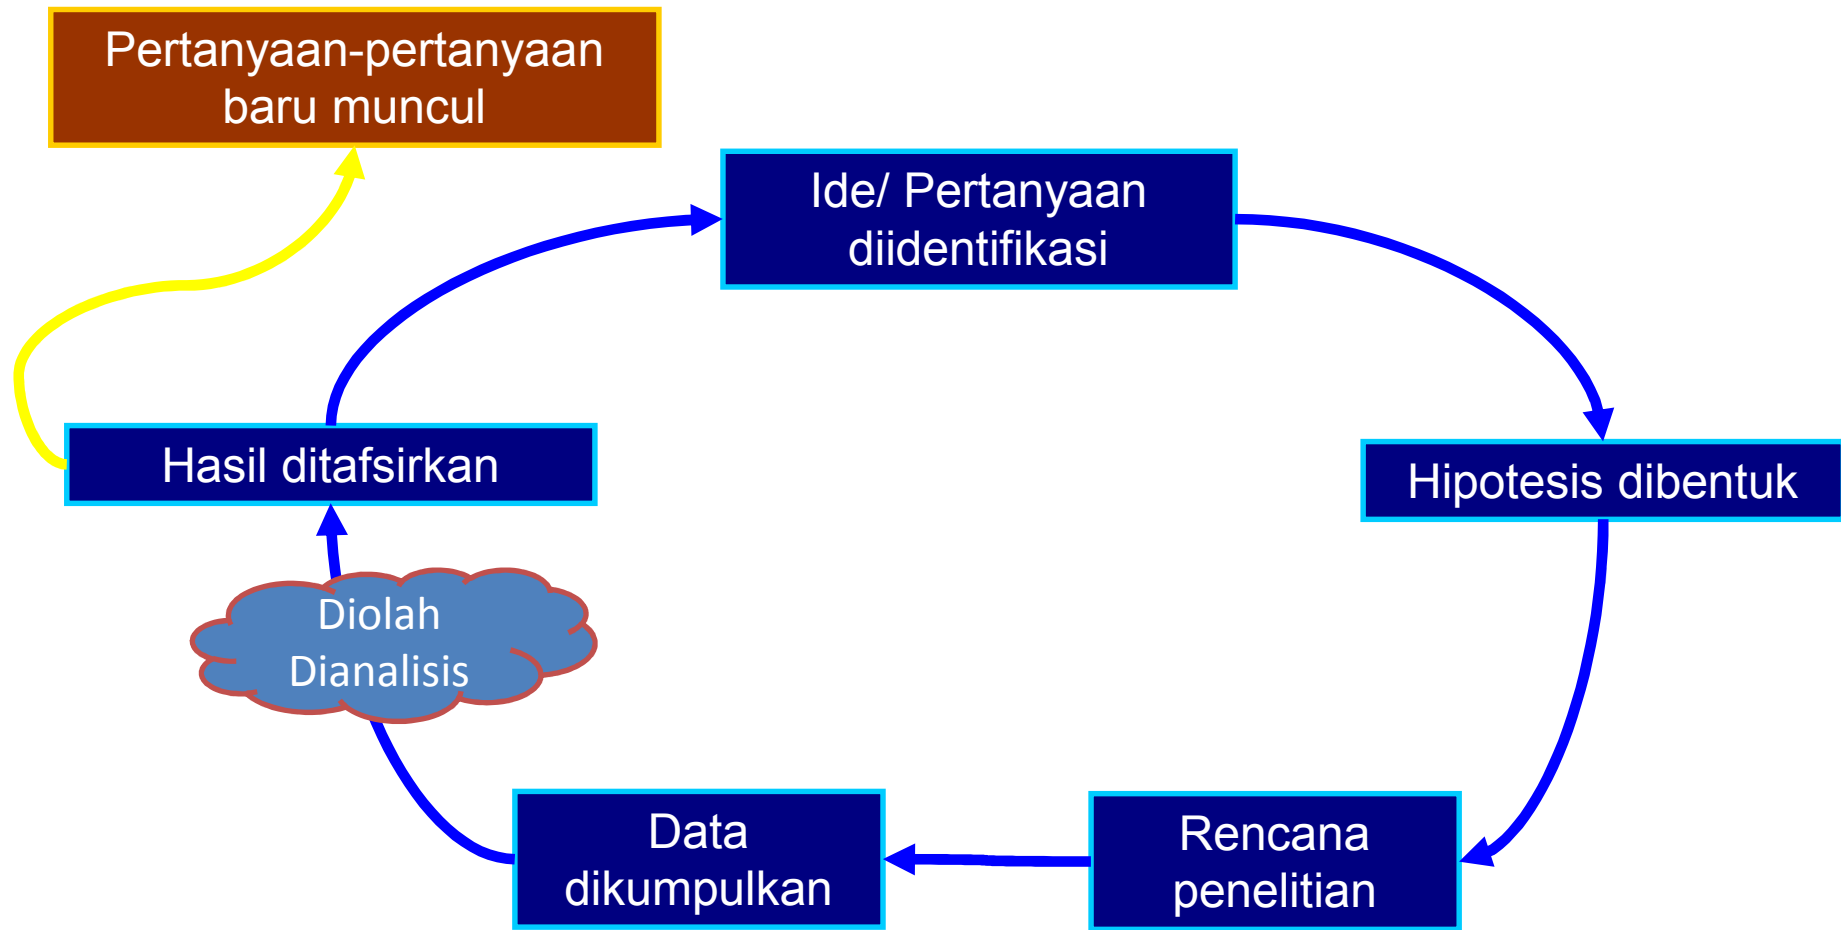 Pertanyaan-pertanyaan
baru muncul
Ide/ Pertanyaan
diidentifikasi
Hasil ditafsirkan
Hipotesis dibentuk
Diolah
Dianalisis
Data
dikumpulkan
Rencana
penelitian